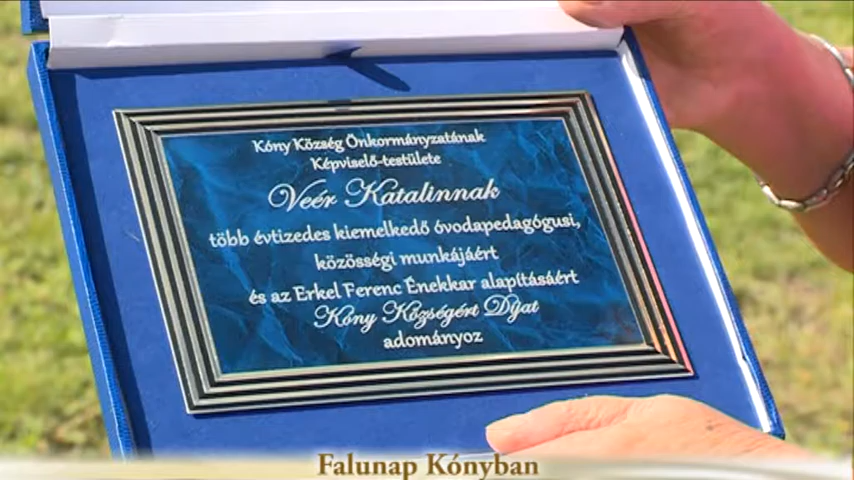 Kóny Község Önkormányzatának
Képviselő-testülete
Veér Katalinnak
több évtizedes kiemelkedő óvodapedagógusi,
közösségi munkájáért
és az Erkel Ferenc Énekkar alapításáért
Kóny Községért Díjat
adományoz
Falunap Kónyban